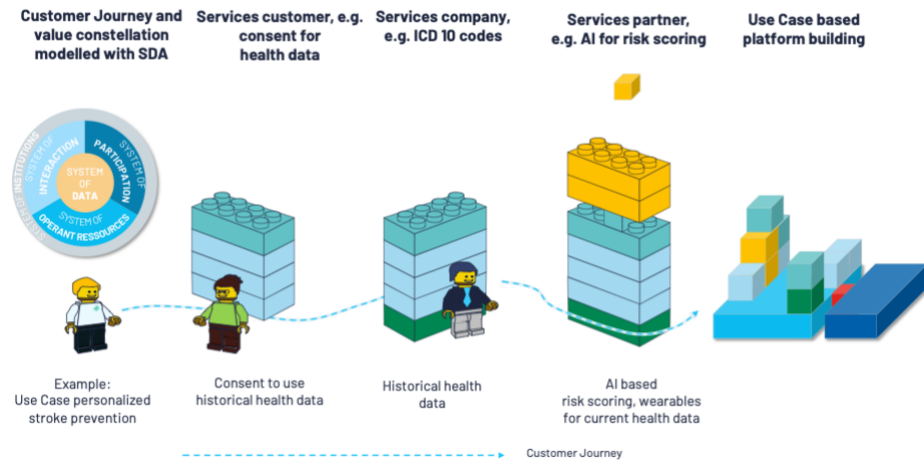 Customer Journey and
value constellation
modelled with SDA
Services customer, e.g.
consent for
health data
Services company,
e.g. ICD 10 codes
Services partner,
e.g. AI for risk scoring
Use Case based
platform building
SYSTEM OF INSTITUTIONS
SYSTEM OF
INTERACTION
SYSTEM OF
PARTICIPATION
SYSTEM
OF
DATA
SYSTEM OF
OPERANT RESSOURCES
Example:
Use Case personalized
stroke prevention
Consent to use
historical health data
Historical health
data
AI based
risk scoring, wearables
for current health data
Customer Journey